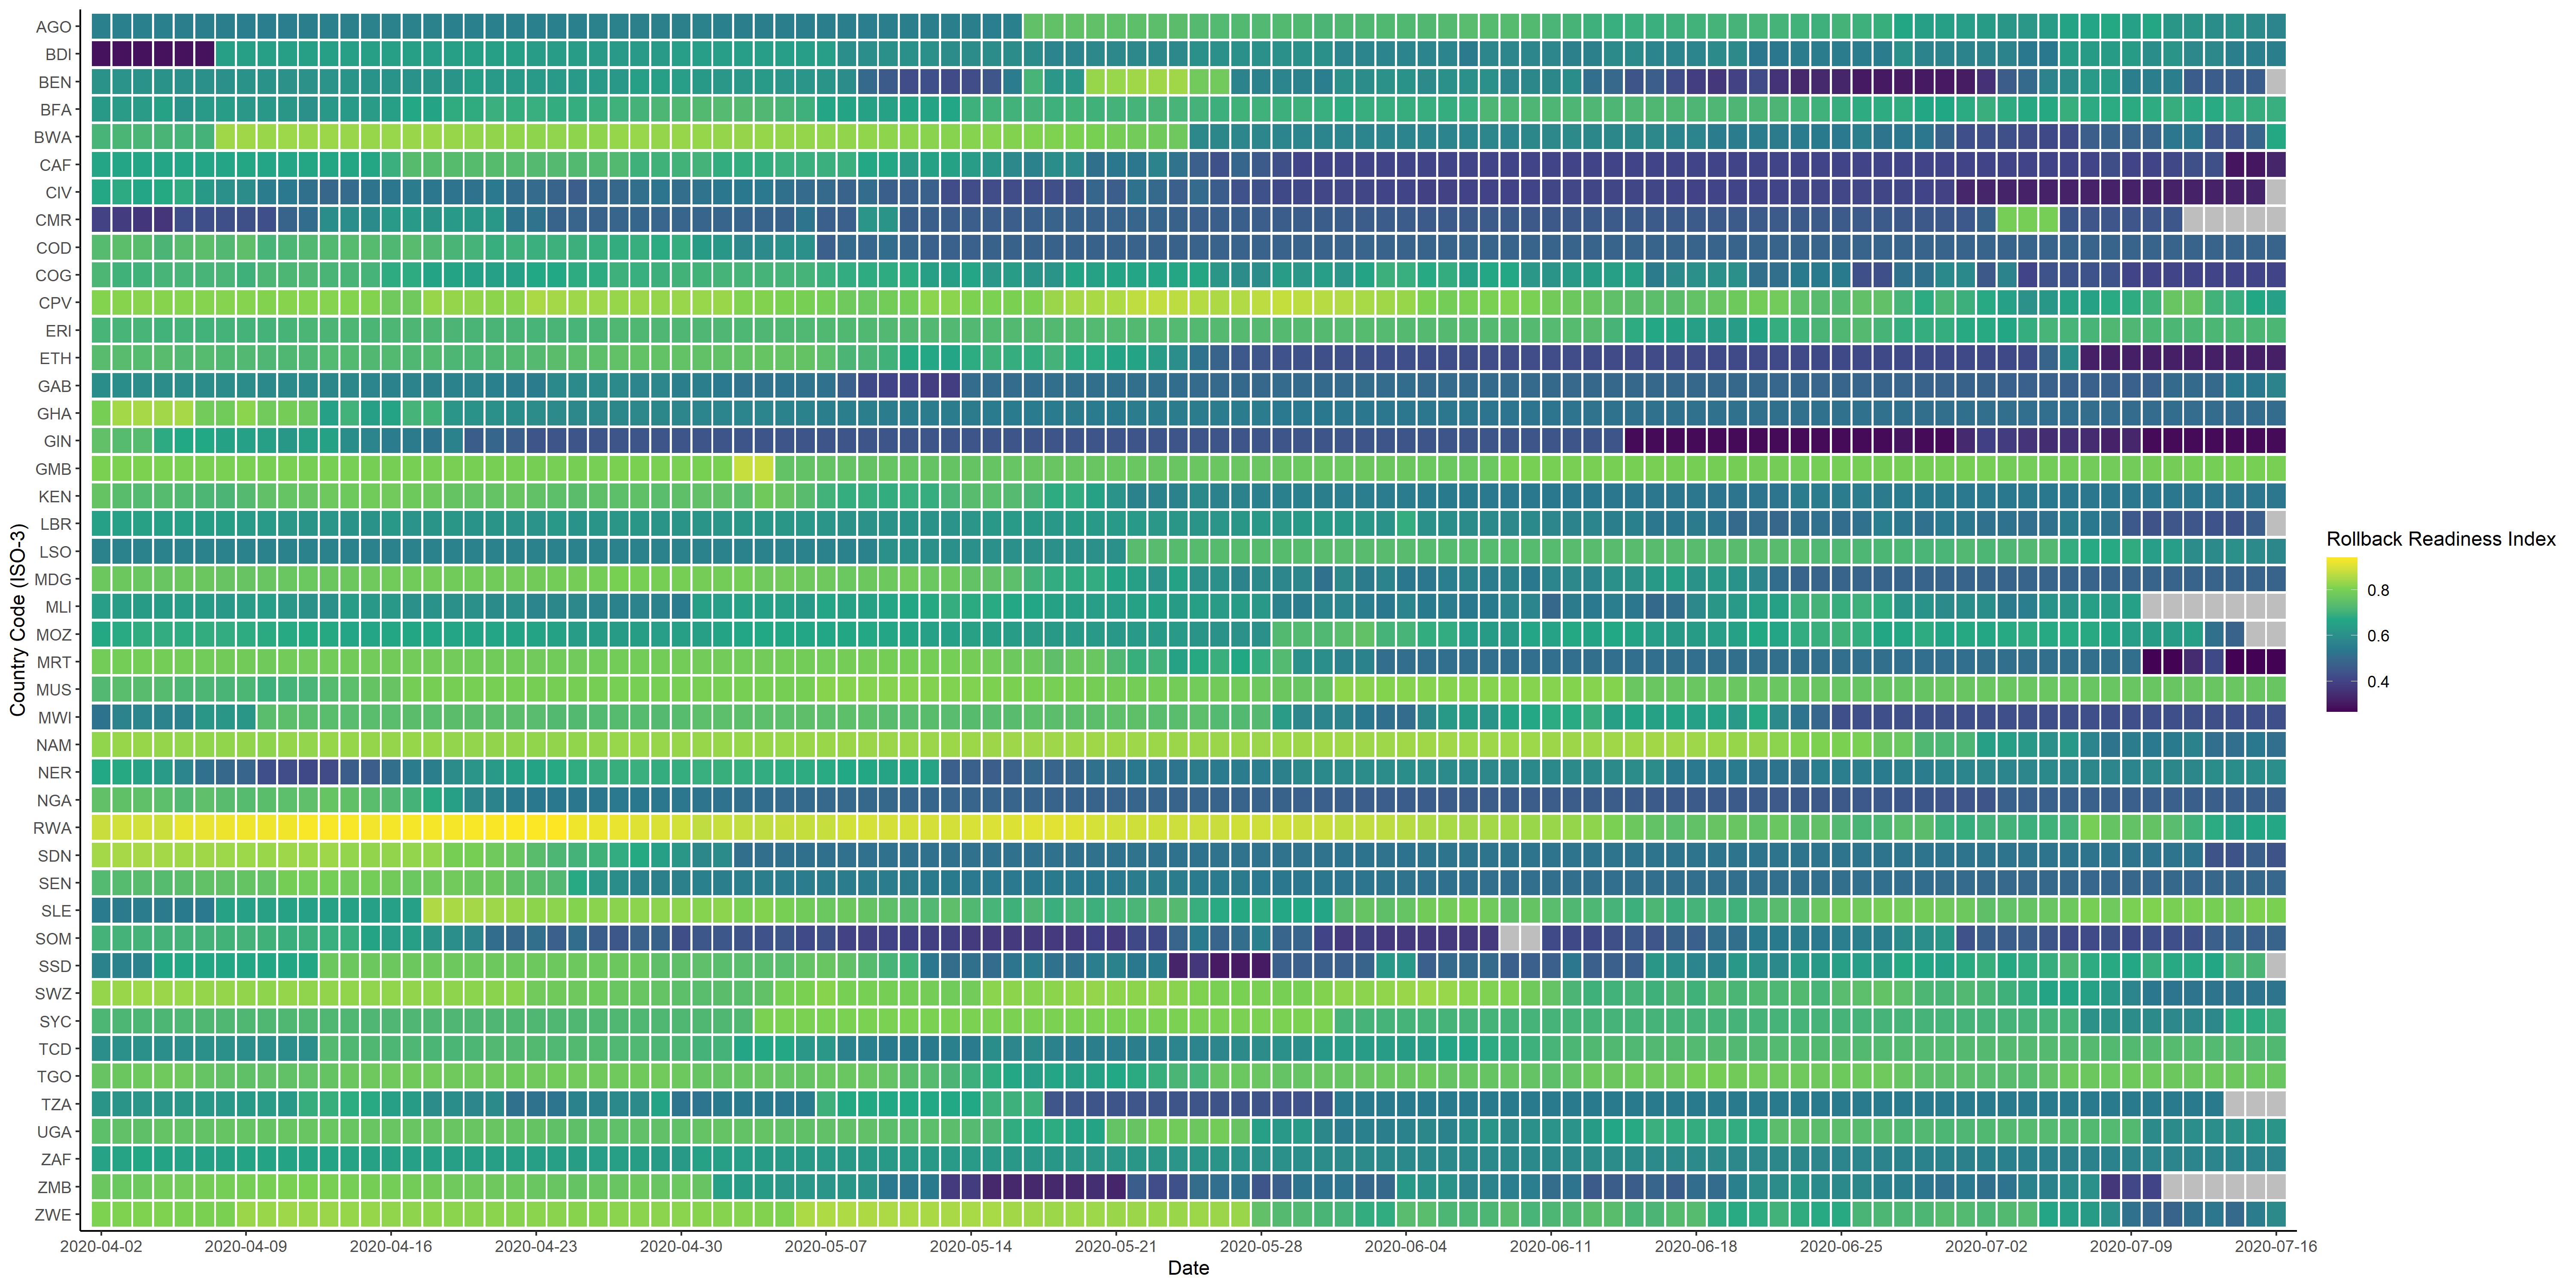 Country Code (ISO-3)
AGO
BDI
BEN
BFA
BWA
CAF
CIV
CMR
COD
COG
CPV
ERI
ETH
GAB
GHA
GIN
GMB
KEN
LBR
LSO
MDG
MLI
MOZ
MRT
MUS
MWI
NAM
NER
NGA
RWA
SDN
SEN
SLE
SOM
SSD
SWZ
SYC
TCD
TGO
TZA
UGA
ZAF
ZMB
ZWE
2020-04-02 2020-04-09 2020-04-16 2020-04-23 2020-04-30 2020-05-07 2020-05-14 2020-05-21 2020-05-28 2020-06-04 2020-06-11 2020-06-18 2020-06-25 2020-07-02 2020-07-09 2020-07-16
Date
Rollback Readiness Index
0.8
0.6
0.4